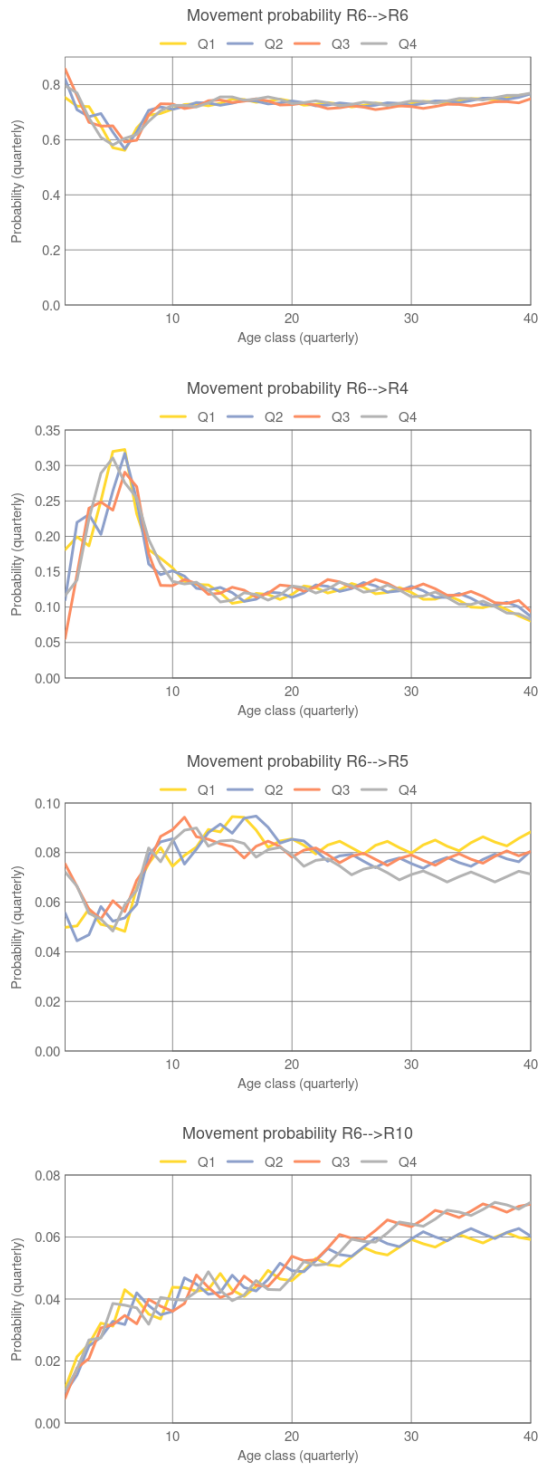 Movement probability R6-->R6
Q1 Q2 Q3 Q4
0.8
0.6
0.4
0.2
0.0
Probability (quarterly)
10 20 30 40
Age class (quarterly)
Movement probability R6-->R4
Q1 Q2 Q3 Q4
0.35
0.30
0.25
0.20
0.15
0.10
0.05
0.00
Probability (quarterly)
10 20 30 40
Age class (quarterly)
Movement probability R6-->R5
Q1 Q2 Q3 Q4
0.10
0.08
0.06
0.04
0.02
0.00
Probability (quarterly)
10 20 30 40
Age class (quarterly)
Movement probability R6-->R10
Q1 Q2 Q3 Q4
0.08
0.06
0.04
0.02
0.00
Probability (quarterly)
10 20 30 40
Age class (quarterly)